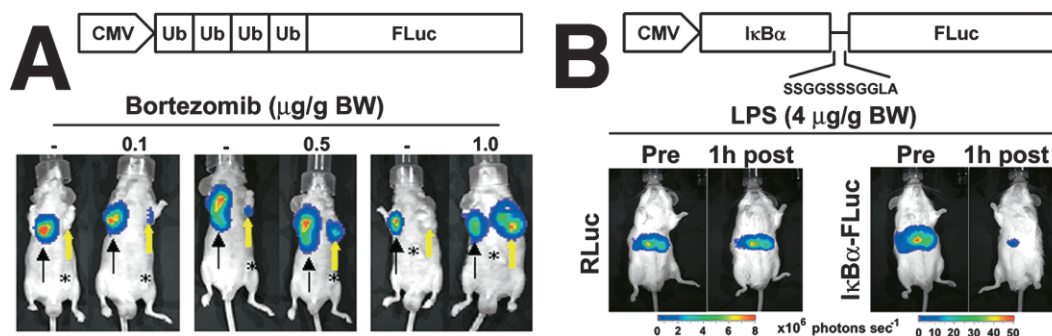 A
CMV Ub Ub Ub Ub FLuc
Bortezomib (μg/g BW)
- 0.1 - 0.5 - 1.0
* * * * * *
B
CMV IκBα FLuc
SSGGSSSGGLA
LPS (4 μg/g BW)
Pre 1h post Pre 1h post
RLuc
IκBα-FLuc
0 2 4 6 8 x10⁶ photons sec⁻¹ 0 10 20 30 40 50